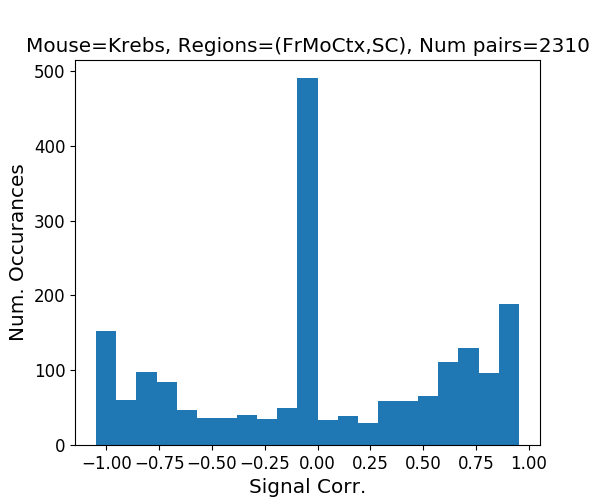 Mouse=Krebs, Regions=(FrMoCtx,SC), Num pairs=2310
500
400
300
200
100
0
Num. Occurances
−1.00 −0.75 −0.50 −0.25 0.00 0.25 0.50 0.75 1.00
Signal Corr.